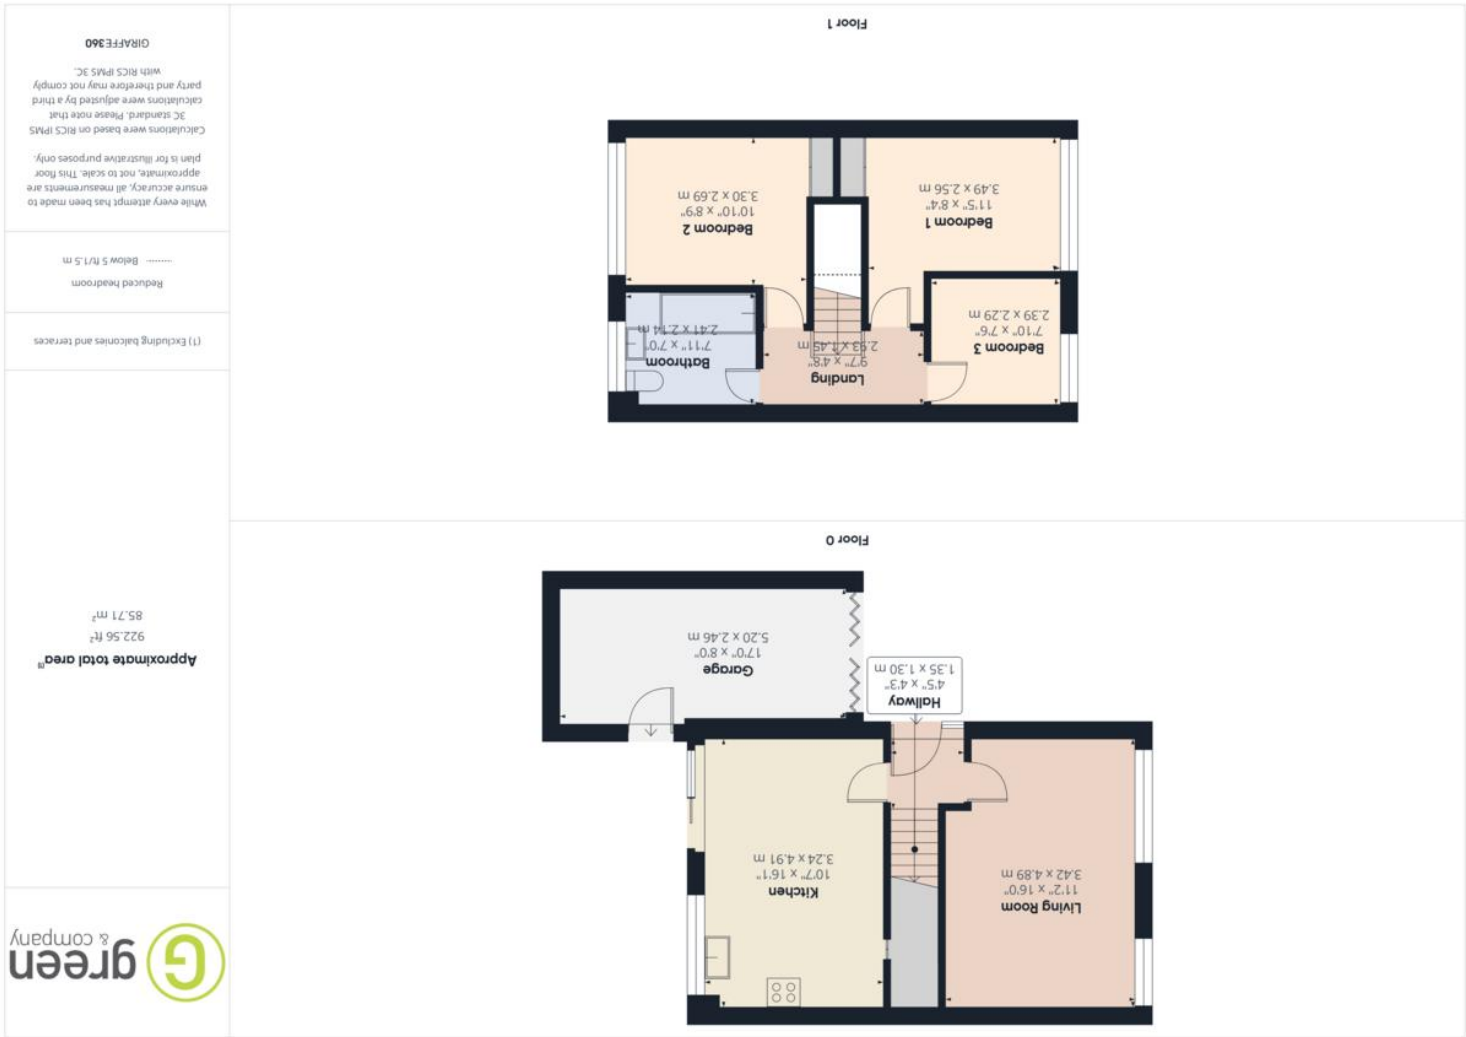 green
& company
Approximate total area⁽¹⁾
922.56 ft²
85.71 m²
(1) Excluding balconies and terraces
Reduced headroom
Below 5 ft/1.5 m
While every attempt has been made to
ensure accuracy, all measurements are
approximate, not to scale. This floor
plan is for illustrative purposes only.
Calculations were based on RICS IPMS
3C standard. Please note that
calculations were adjusted by a third
party and therefore may not comply
with RICS IPMS 3C.
GIRAFFE360
Living Room
11'2" x 16'0"
3.42 x 4.89 m
Kitchen
10'7" x 16'1"
3.24 x 4.91 m
Hallway
4'5" x 4'3"
1.35 x 1.30 m
Garage
17'0" x 8'0"
5.20 x 2.46 m
Floor 0
Landing
9'7" x 4'8"
2.93 x 1.45 m
Bathroom
7'11" x 7'0"
2.41 x 2.14 m
Bedroom 3
7'10" x 7'6"
2.39 x 2.29 m
Bedroom 1
11'5" x 8'4"
3.49 x 2.56 m
Bedroom 2
10'10" x 8'9"
3.30 x 2.69 m
Floor 1